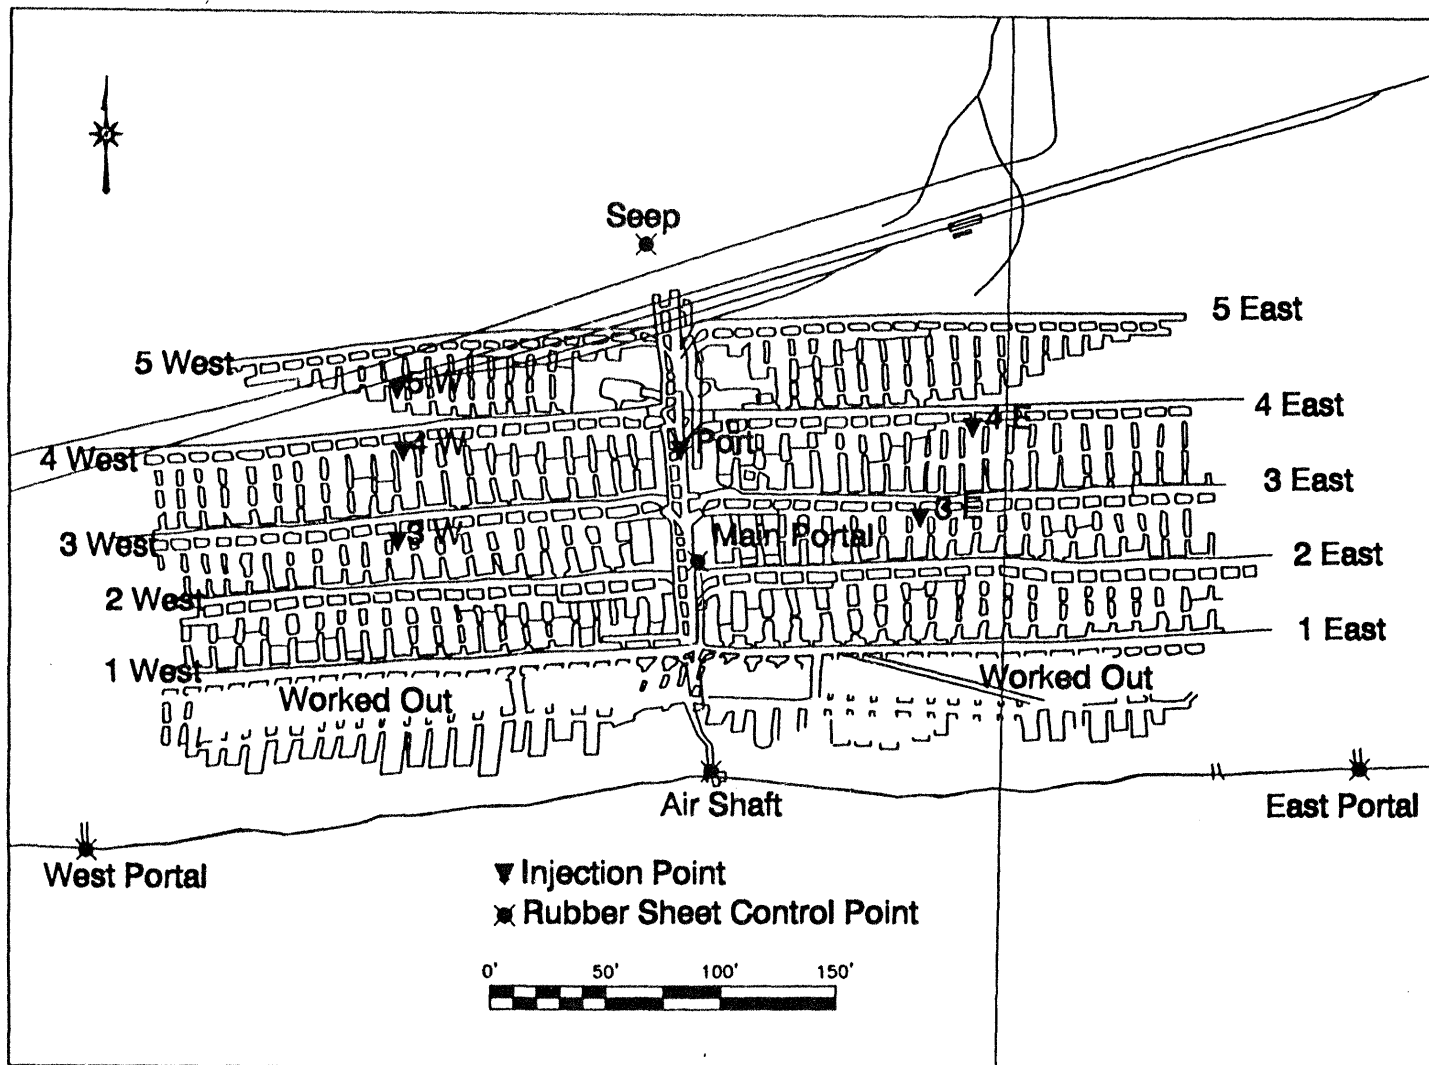 Seep
5 East
5 West
5 W
4 East
4 E
4 West
4 W
Port
3 East
3 E
3 West
3 W
Main Portal
2 East
2 West
1 East
1 West
Worked Out
Worked Out
Air Shaft
East Portal
West Portal
Injection Point
Rubber Sheet Control Point
0' 50' 100' 150'